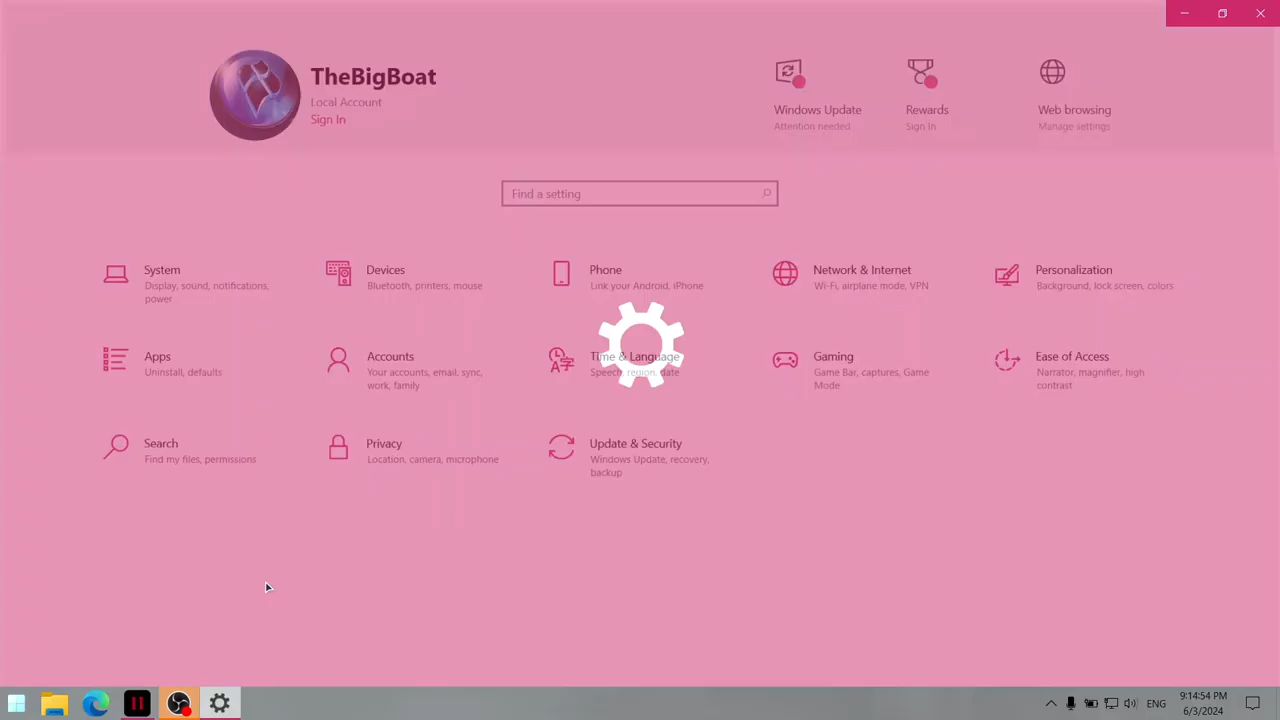 TheBigBoat
Local Account
Sign In
Windows Update
Attention needed
Rewards
Sign In
Web browsing
Manage settings
Find a setting
System
Display, sound, notifications,
power
Devices
Bluetooth, printers, mouse
Phone
Link your Android, iPhone
Network & Internet
Wi-Fi, airplane mode, VPN
Personalization
Background, lock screen, colors
Apps
Uninstall, defaults
Accounts
Your accounts, email, sync,
work, family
Time & Language
Speech, region, date
Gaming
Game Bar, captures, Game
Mode
Ease of Access
Narrator, magnifier, high
contrast
Search
Find my files, permissions
Privacy
Location, camera, microphone
Update & Security
Windows Update, recovery,
backup
ENG
9:14:54 PM
6/3/2024